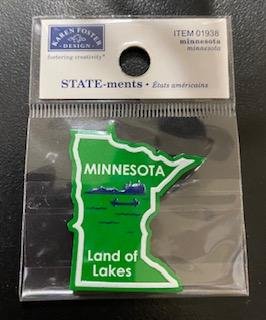 KAREN FOSTER
DESIGN
fostering creativity®
ITEM 01938
minnesota
minnesota
STATE-ments • États américains
MINNESOTA
Land of
Lakes